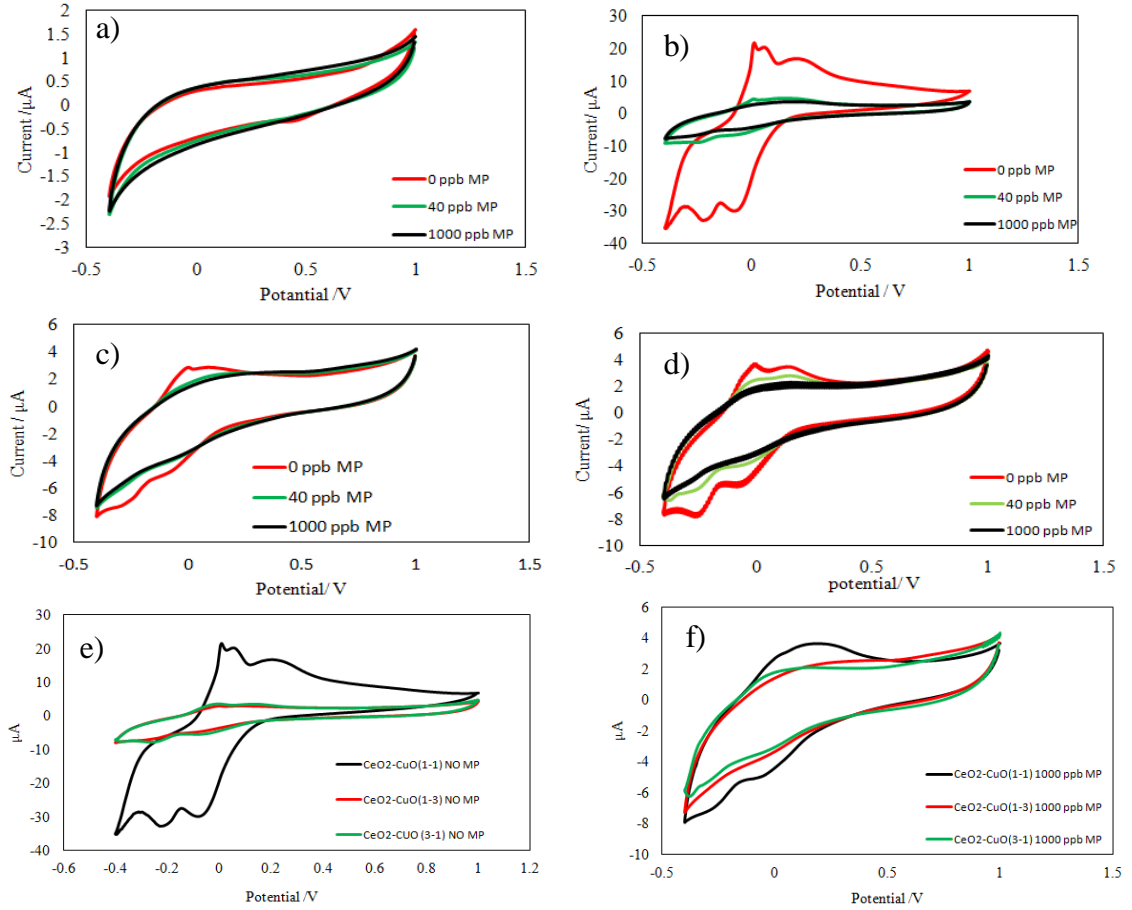 a)
2
1.5
1
0.5
0
-0.5
-1
-1.5
-2
-2.5
-3
Current /µA
-0.5 0 0.5 1 1.5
Potantial /V
0 ppb MP
40 ppb MP
1000 ppb MP
b)
30
20
10
0
-10
-20
-30
-40
Current/ µA
-0.5 0 0.5 1 1.5
Potential /V
0 ppb MP
40 ppb MP
1000 ppb MP
c)
6
4
2
0
-2
-4
-6
-8
-10
Current / µA
-0.5 0 0.5 1 1.5
Potential/ V
0 ppb MP
40 ppb MP
1000 ppb MP
d)
6
4
2
0
-2
-4
-6
-8
-10
Current/ µA
-0.5 0 0.5 1 1.5
potential/ V
0 ppb MP
40 ppb MP
1000 ppb MP
e)
30
20
10
0
-10
-20
-30
-40
µA
-0.6 -0.4 -0.2 0 0.2 0.4 0.6 0.8 1 1.2
Potential /V
CeO2-CuO(1-1) NO MP
CeO2-CuO(1-3) NO MP
CeO2-CUO (3-1) NO MP
f)
6
4
2
0
-2
-4
-6
-8
-10
µA
-0.5 0 0.5 1 1.5
Potential /V
CeO2-CuO(1-1) 1000 ppb MP
CeO2-CuO(1-3) 1000 ppb MP
CeO2-CuO(3-1) 1000 ppb MP